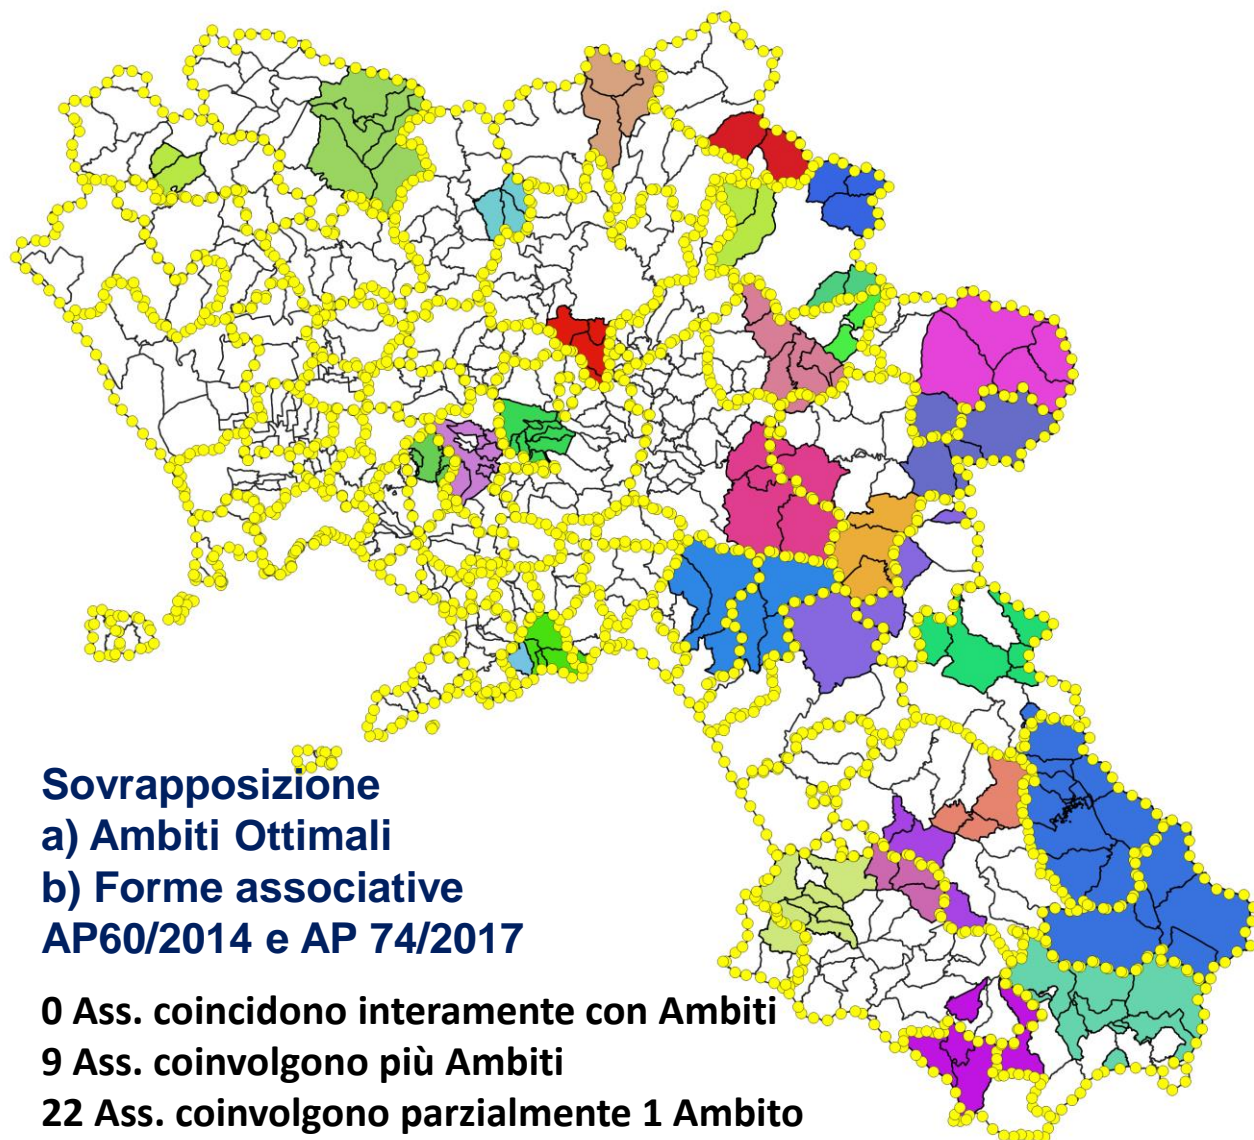 Sovrapposizione
a) Ambiti Ottimali
b) Forme associative
AP60/2014 e AP 74/2017
0 Ass. coincidono interamente con Ambiti
9 Ass. coinvolgono più Ambiti
22 Ass. coinvolgono parzialmente 1 Ambito